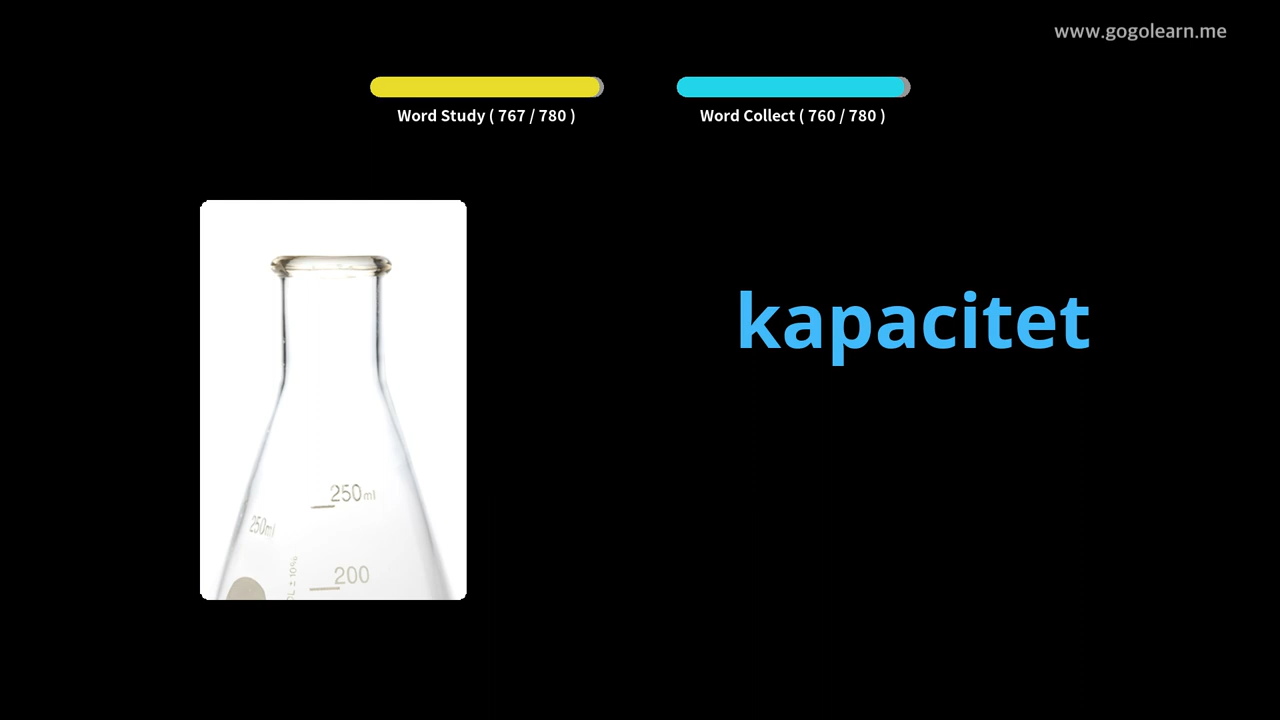 www.gogolearn.me
Word Study ( 767 / 780 )
Word Collect ( 760 / 780 )
kapacitet
250ml
250ml
200